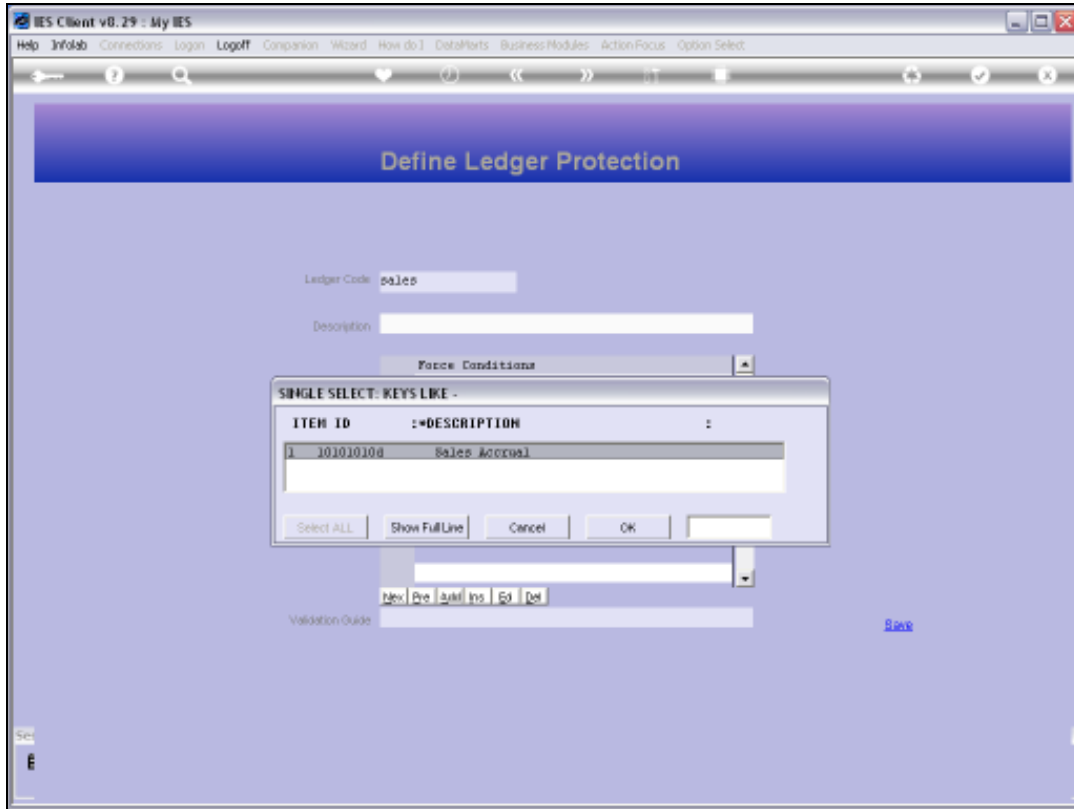 IES Client v8.29 : My IES
Help Infolab Connections Logon Logoff Companion Wizard How do I DataMarts Business Modules Action Focus Option Select
Define Ledger Protection
Ledger Code sales
Description
Force Conditions
SINGLE SELECT: KEYS LIKE -
ITEM ID :*DESCRIPTION :
1 10101010d Sales Accrual
Select ALL Show Full Line Cancel OK
Nex Pre Add Ins Ed Del
Validation Guide
Save